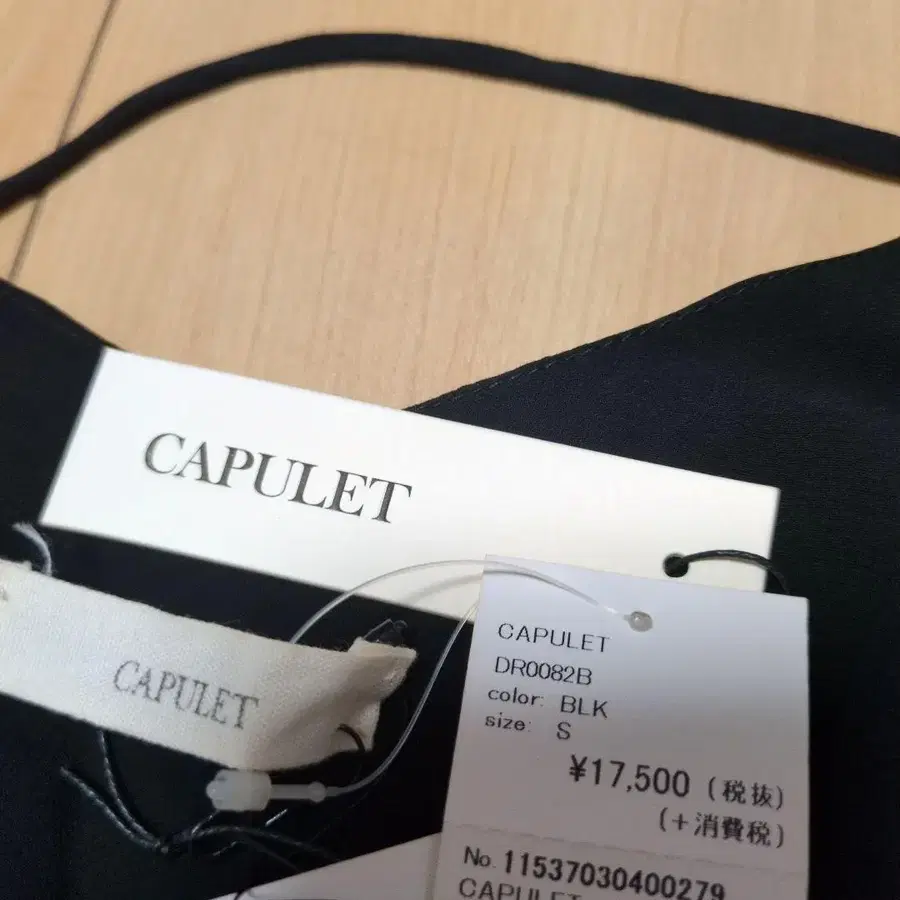 CAPULET
CAPULET
CAPULET
DR0082B
color: BLK
size: S
¥17,500 (税抜)
(+消費税)
No. 11537030400279
CAPULET